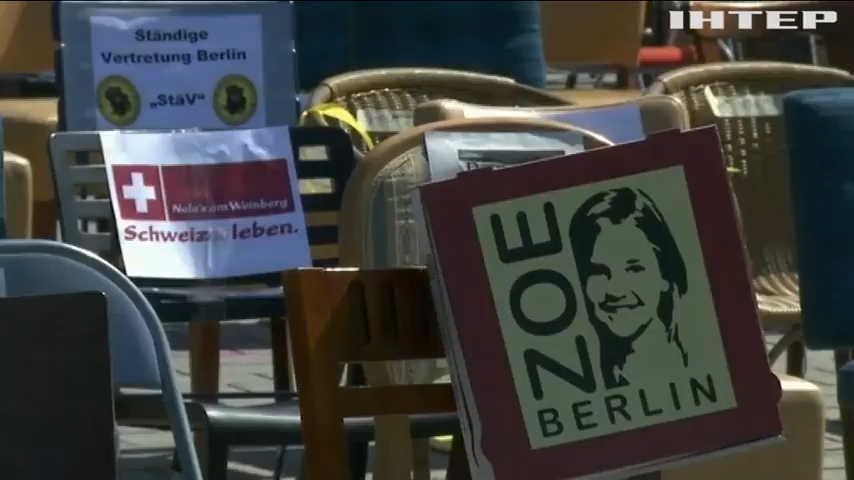 ІНТЕР
Ständige
Vertretung Berlin
„StäV"
Nola's am Weinberg
Schweiz leben.
ZOE
BERLIN